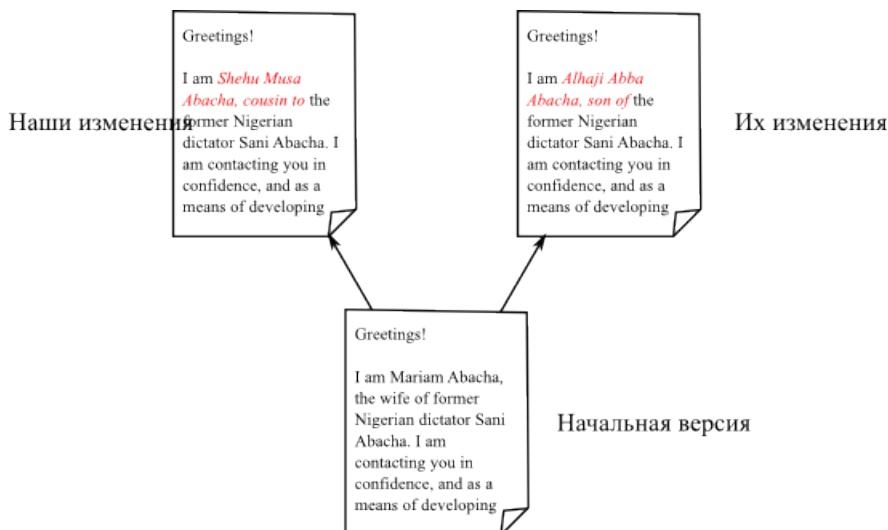 Greetings!
I am Shehu Musa
Abacha, cousin to the
former Nigerian
dictator Sani Abacha. I
am contacting you in
confidence, and as a
means of developing
Наши изменения
Greetings!
I am Alhaji Abba
Abacha, son of the
former Nigerian
dictator Sani Abacha. I
am contacting you in
confidence, and as a
means of developing
Их изменения
Greetings!
I am Mariam Abacha,
the wife of former
Nigerian dictator Sani
Abacha. I am
contacting you in
confidence, and as a
means of developing
Начальная версия